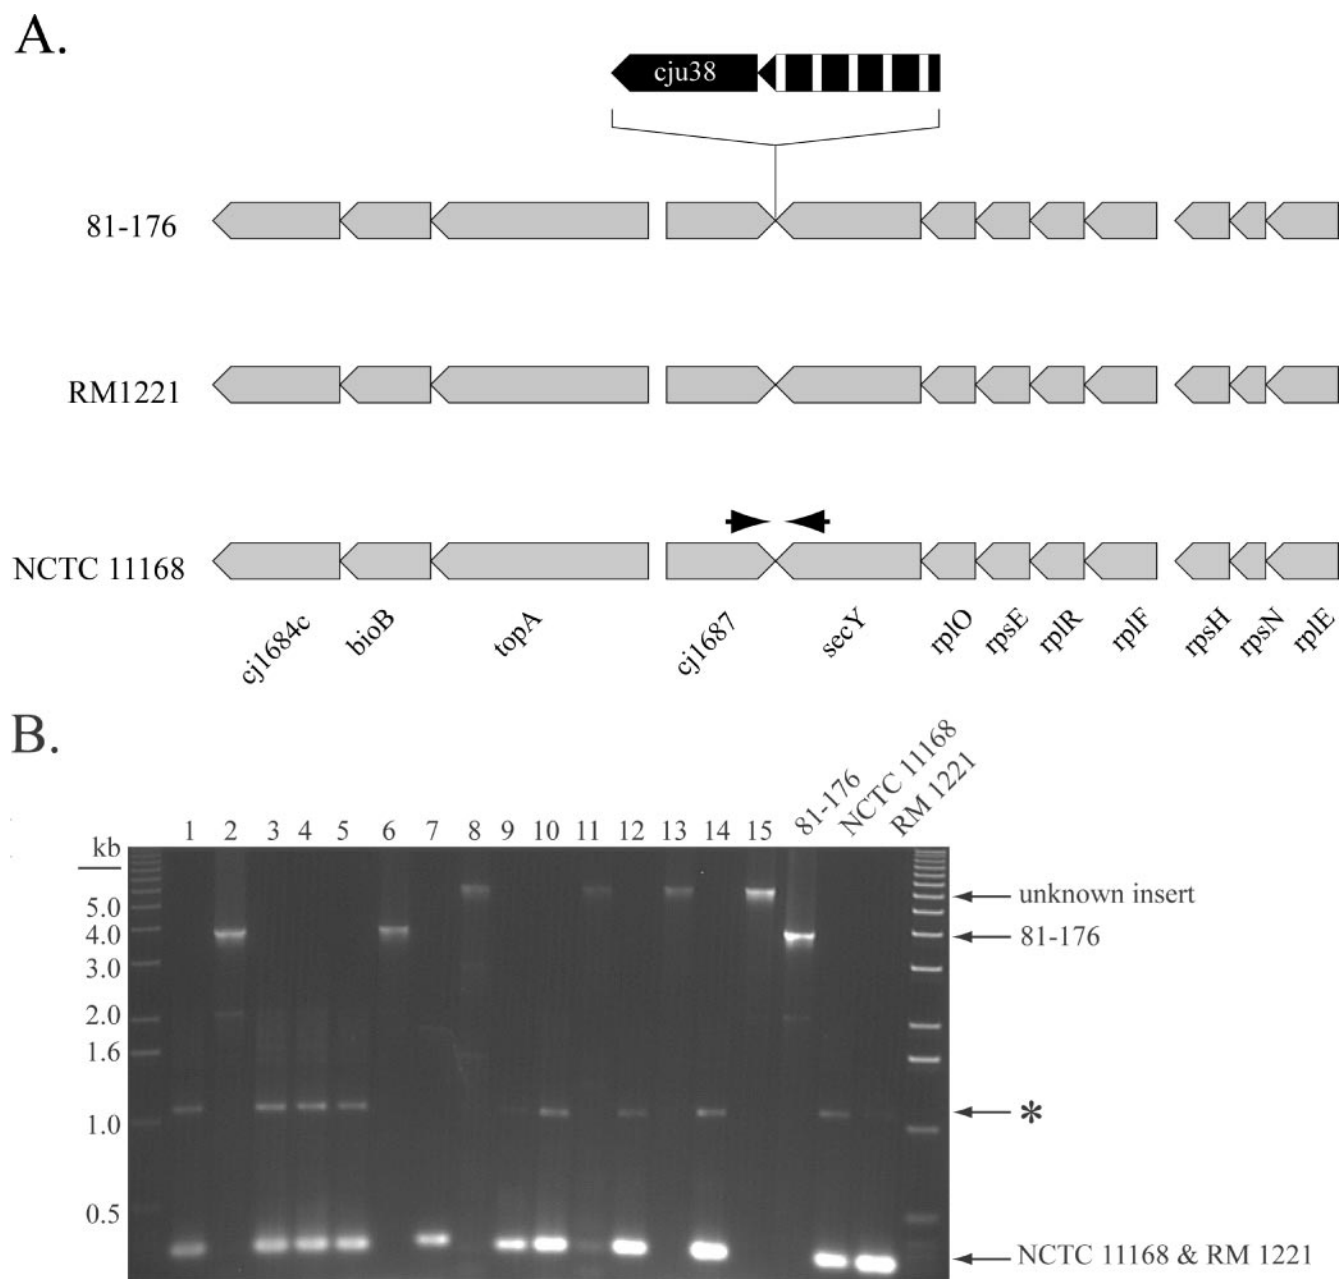 A.
cju38
81-176
RM1221
NCTC 11168
cj1684c bioB topA cj1687 secY rplO rpsE rplR rplF rpsH rpsN rplE
B.
81-176 NCTC 11168 RM 1221
kb 1 2 3 4 5 6 7 8 9 10 11 12 13 14 15
unknown insert
5.0
4.0 81-176
3.0
2.0
1.6
1.0 *
0.5
NCTC 11168 & RM 1221